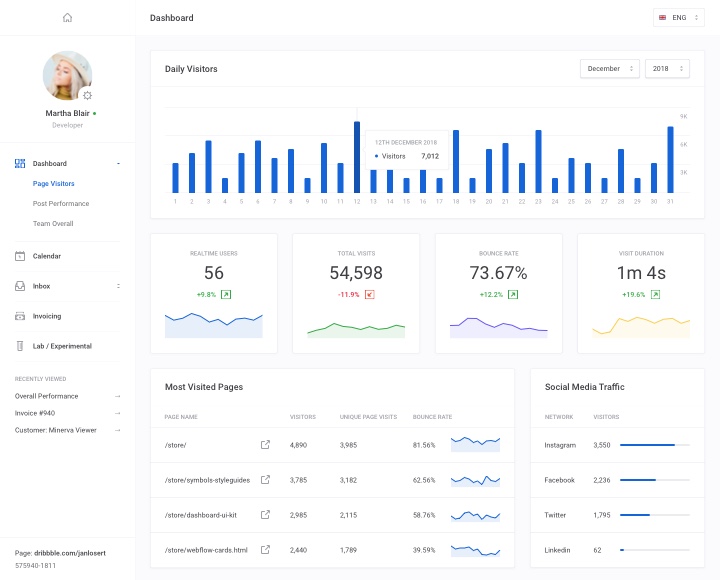 Dashboard
ENG
Martha Blair
Developer
Dashboard
Page Visitors
Post Performance
Team Overall
Calendar
Inbox
Invoicing
Lab / Experimental
RECENTLY VIEWED
Overall Performance →
Invoice #940 →
Customer: Minerva Viewer →
Page: dribbble.com/janlosert
575940-1811
Daily Visitors
December
2018
9K
6K
3K
12TH DECEMBER 2018
Visitors 7,012
1 2 3 4 5 6 7 8 9 10 11 12 13 14 15 16 17 18 19 20 21 22 23 24 25 26 27 28 29 30 31
REALTIME USERS
56
+9.8%
TOTAL VISITS
54,598
-11.9%
BOUNCE RATE
73.67%
+12.2%
VISIT DURATION
1m 4s
+19.6%
Most Visited Pages
PAGE NAME VISITORS UNIQUE PAGE VISITS BOUNCE RATE
/store/ 4,890 3,985 81.56%
/store/symbols-styleguides 3,785 3,182 62.56%
/store/dashboard-ui-kit 2,985 2,115 58.76%
/store/webflow-cards.html 2,440 1,789 39.59%
Social Media Traffic
NETWORK VISITORS
Instagram 3,550
Facebook 2,236
Twitter 1,795
Linkedin 62